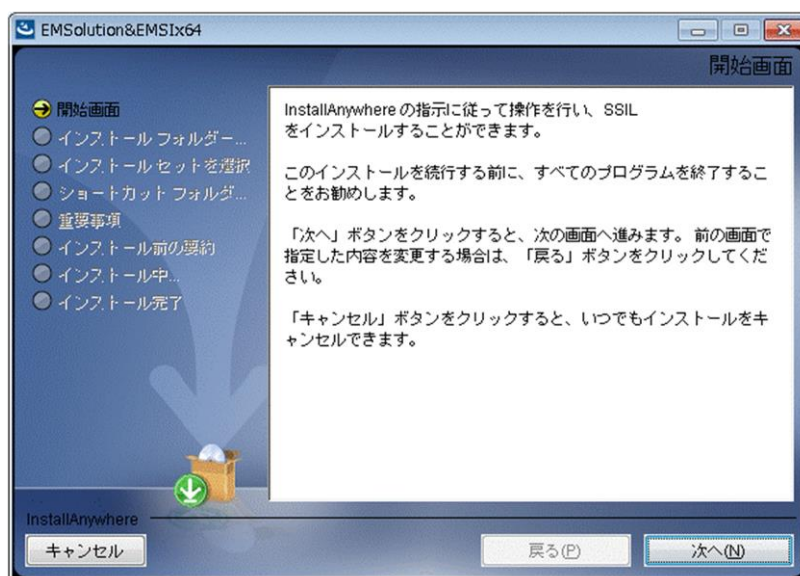 EMSolution&EMSIx64
開始画面
開始画面
インストール フォルダー...
インストール セットを選択
ショートカット フォルダ...
重要事項
インストール前の要約
インストール中...
インストール完了
InstallAnywhere の指示に従って操作を行い、SSIL
をインストールすることができます。
このインストールを続行する前に、すべてのプログラムを終了するこ
とをお勧めします。
「次へ」ボタンをクリックすると、次の画面へ進みます。 前の画面で
指定した内容を変更する場合は、「戻る」ボタンをクリックしてくだ
さい。
「キャンセル」ボタンをクリックすると、いつでもインストールをキ
ャンセルできます。
InstallAnywhere
キャンセル
戻る(P)
次へ(N)